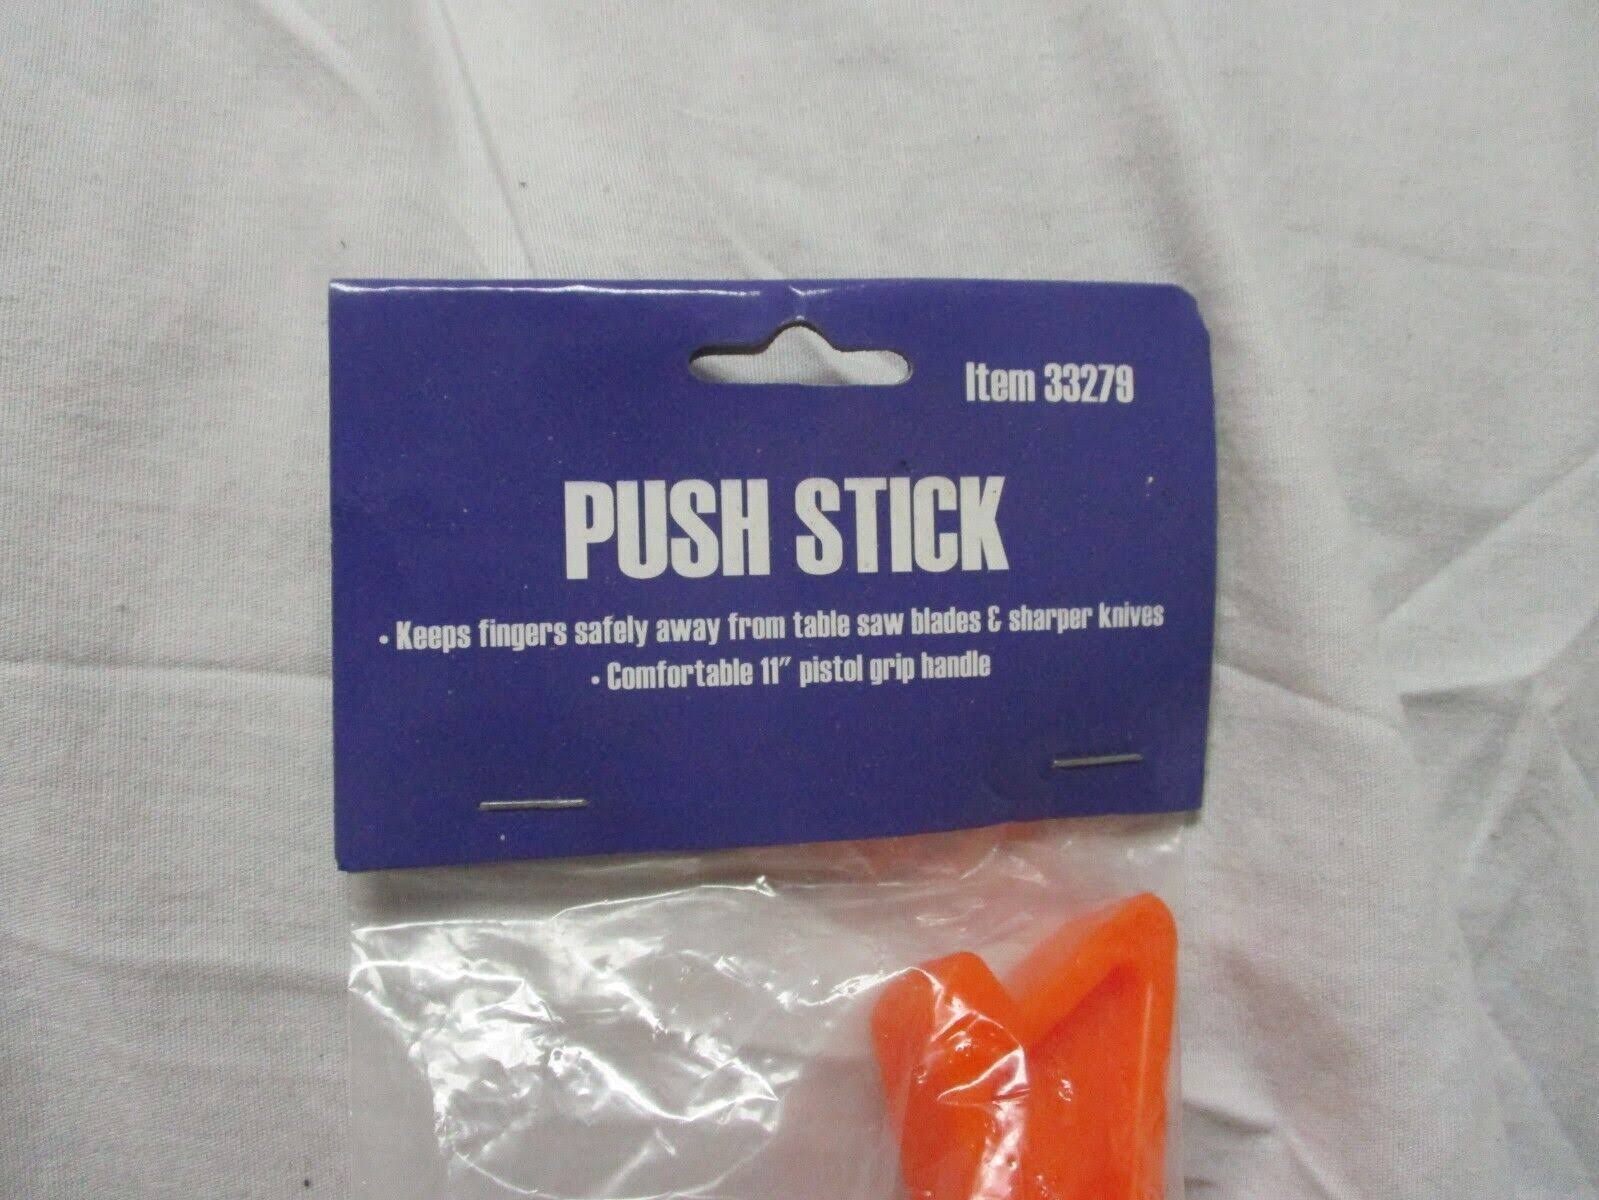 Item 33279
PUSH STICK
• Keeps fingers safely away from table saw blades & sharper knives
• Comfortable 11" pistol grip handle